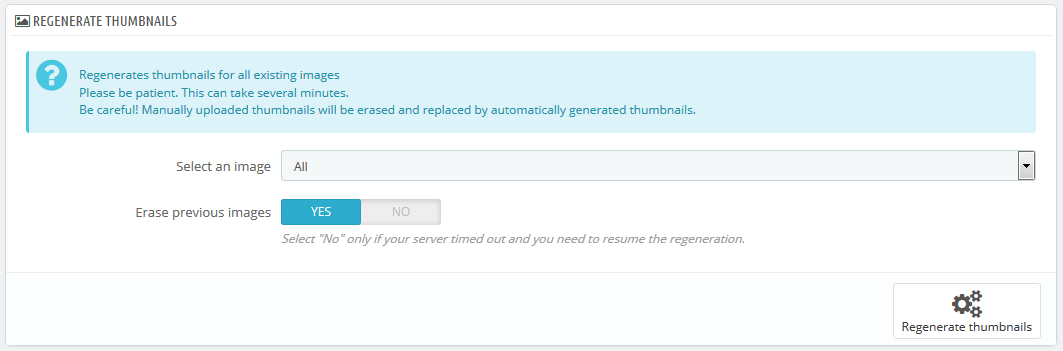 REGENERATE THUMBNAILS
?
Regenerates thumbnails for all existing images
Please be patient. This can take several minutes.
Be careful! Manually uploaded thumbnails will be erased and replaced by automatically generated thumbnails.
Select an image All
Erase previous images YES NO
Select "No" only if your server timed out and you need to resume the regeneration.
Regenerate thumbnails